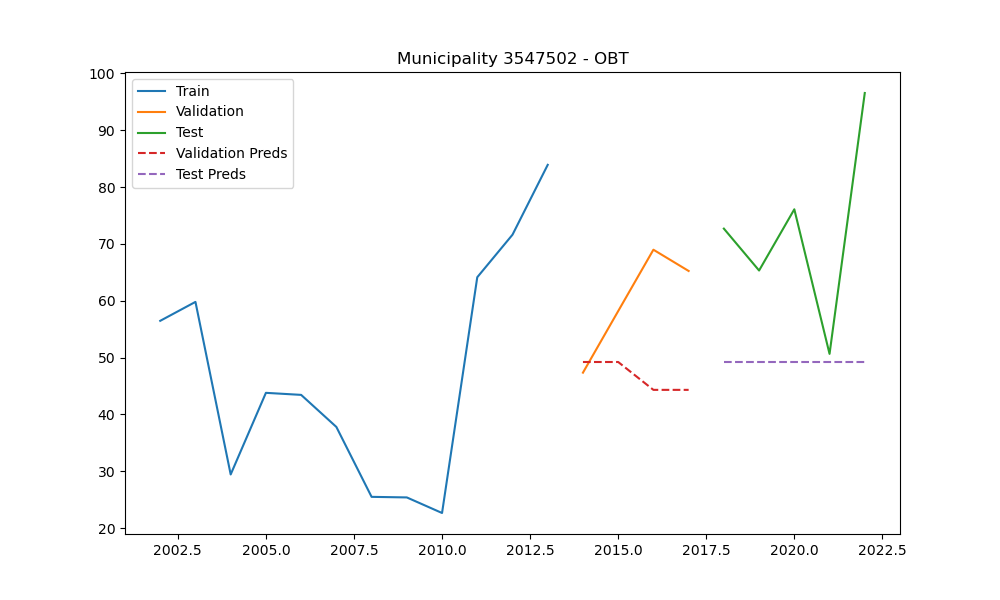 Municipality 3547502 - OBT
100
90
80
70
60
50
40
30
20
Train
Validation
Test
Validation Preds
Test Preds
2002.5 2005.0 2007.5 2010.0 2012.5 2015.0 2017.5 2020.0 2022.5